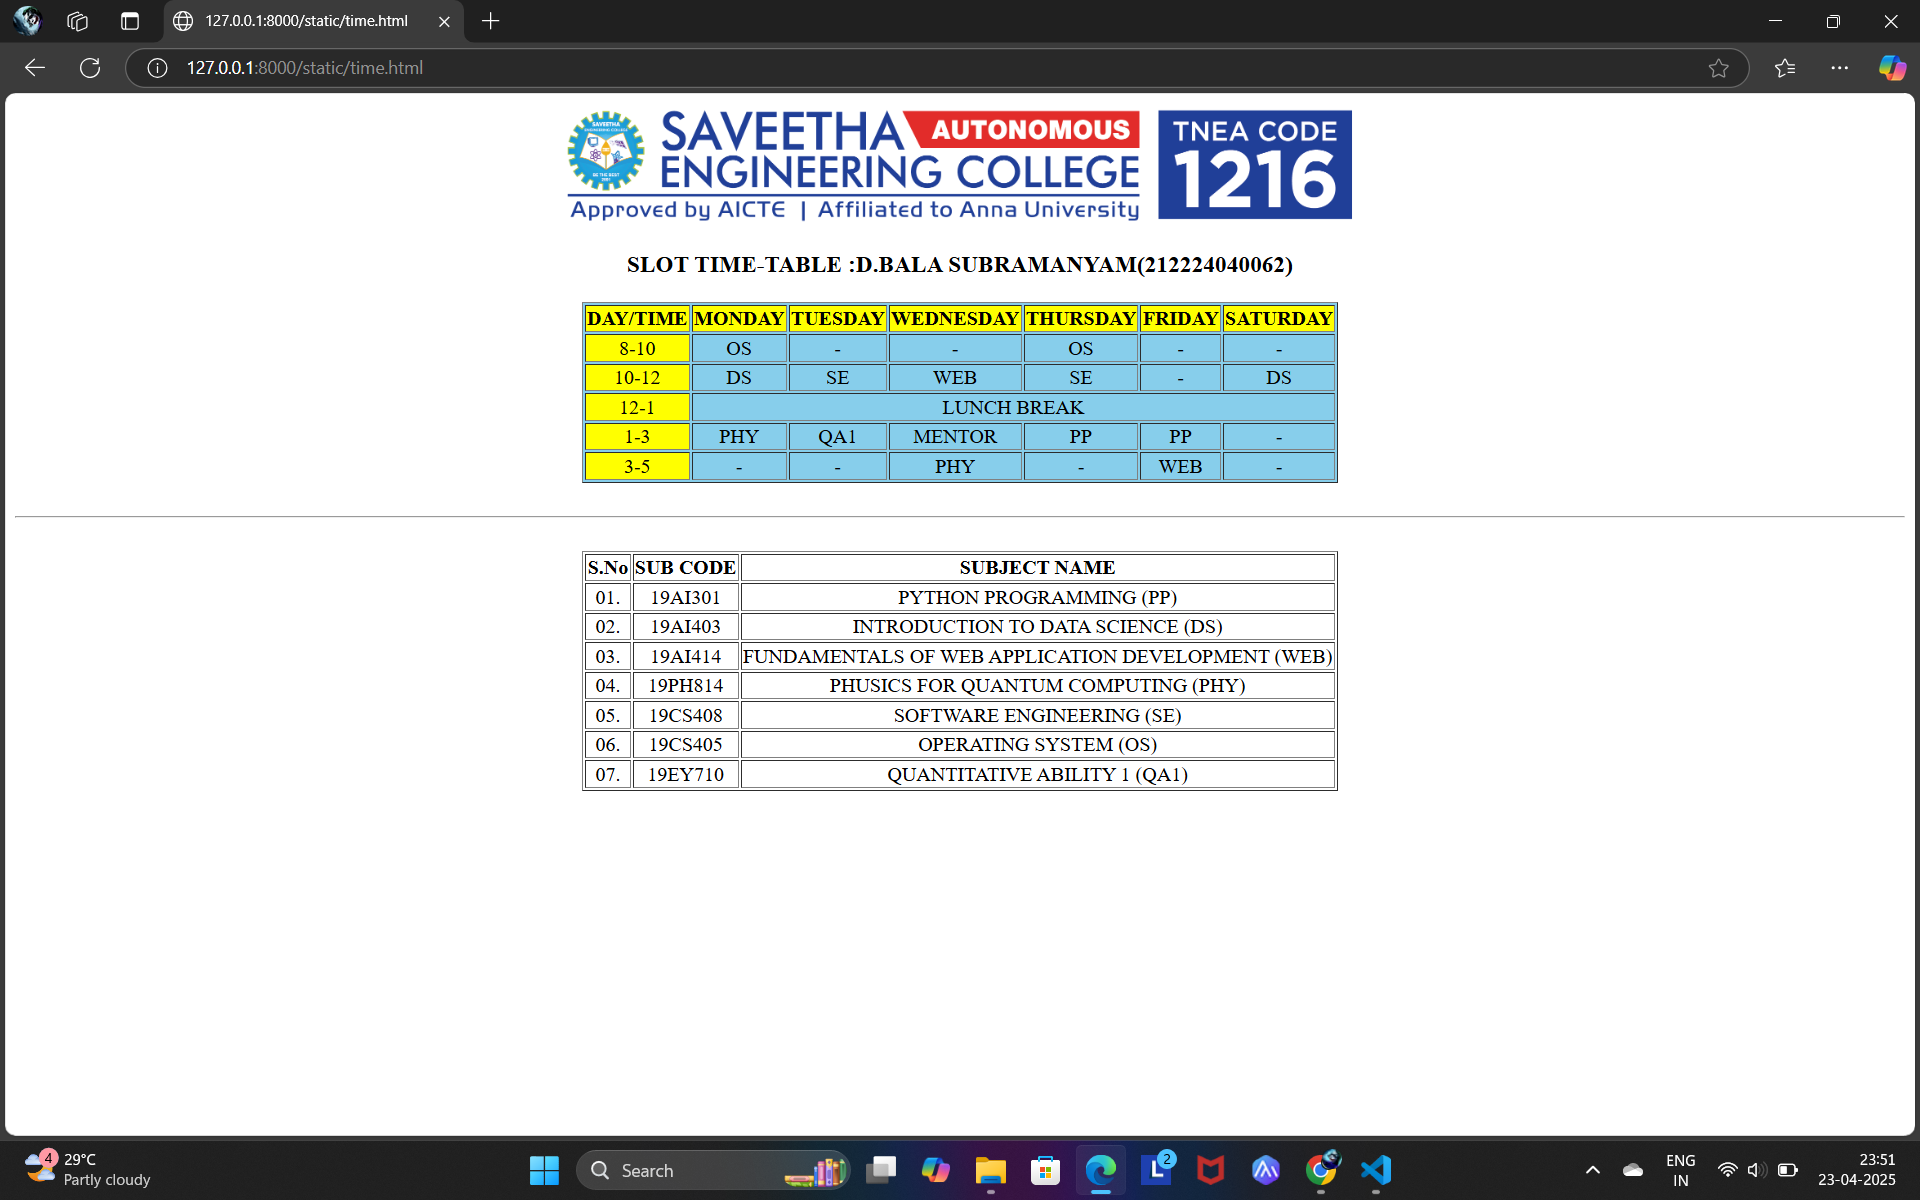 127.0.0.1:8000/static/time.html
127.0.0.1:8000/static/time.html
SAVEETHA AUTONOMOUS
ENGINEERING COLLEGE
Approved by AICTE | Affiliated to Anna University
TNEA CODE
1216
SLOT TIME-TABLE :D.BALA SUBRAMANYAM(212224040062)
DAY/TIME MONDAY TUESDAY WEDNESDAY THURSDAY FRIDAY SATURDAY
8-10 OS - - OS - -
10-12 DS SE WEB SE - DS
12-1 LUNCH BREAK
1-3 PHY QA1 MENTOR PP PP -
3-5 - - PHY - WEB -
S.No SUB CODE SUBJECT NAME
01. 19AI301 PYTHON PROGRAMMING (PP)
02. 19AI403 INTRODUCTION TO DATA SCIENCE (DS)
03. 19AI414 FUNDAMENTALS OF WEB APPLICATION DEVELOPMENT (WEB)
04. 19PH814 PHUSICS FOR QUANTUM COMPUTING (PHY)
05. 19CS408 SOFTWARE ENGINEERING (SE)
06. 19CS405 OPERATING SYSTEM (OS)
07. 19EY710 QUANTITATIVE ABILITY 1 (QA1)
4
29°C
Partly cloudy
Search
L 2
ENG
IN
23:51
23-04-2025